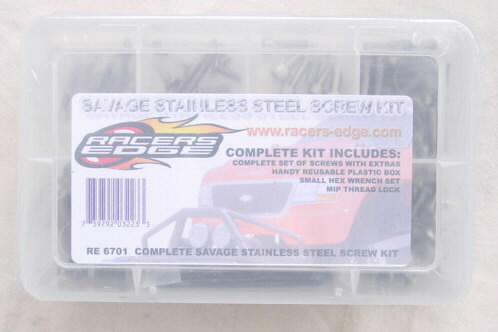 SAVAGE STAINLESS STEEL SCREW KIT
RACERS EDGE
www.racers-edge.com
COMPLETE KIT INCLUDES:
COMPLETE SET OF SCREWS WITH EXTRAS
HANDY REUSABLE PLASTIC BOX
SMALL HEX WRENCH SET
MIP THREAD LOCK
RE 6701 COMPLETE SAVAGE STAINLESS STEEL SCREW KIT